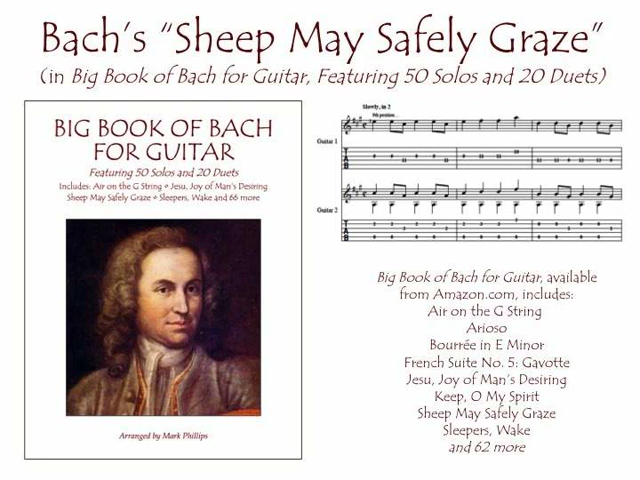 Bach's "Sheep May Safely Graze"
(in Big Book of Bach for Guitar, Featuring 50 Solos and 20 Duets)
BIG BOOK OF BACH
FOR GUITAR
Featuring 50 Solos and 20 Duets
Includes: Air on the G String • Jesu, Joy of Man's Desiring
Sheep May Safely Graze • Sleepers, Wake and 66 more
Arranged by Mark Phillips
Slowly, in 2
Guitar 1
Guitar 2
Big Book of Bach for Guitar, available
from Amazon.com, includes:
Air on the G String
Arioso
Bourrée in E Minor
French Suite No. 5: Gavotte
Jesu, Joy of Man's Desiring
Keep, O My Spirit
Sheep May Safely Graze
Sleepers, Wake
and 62 more